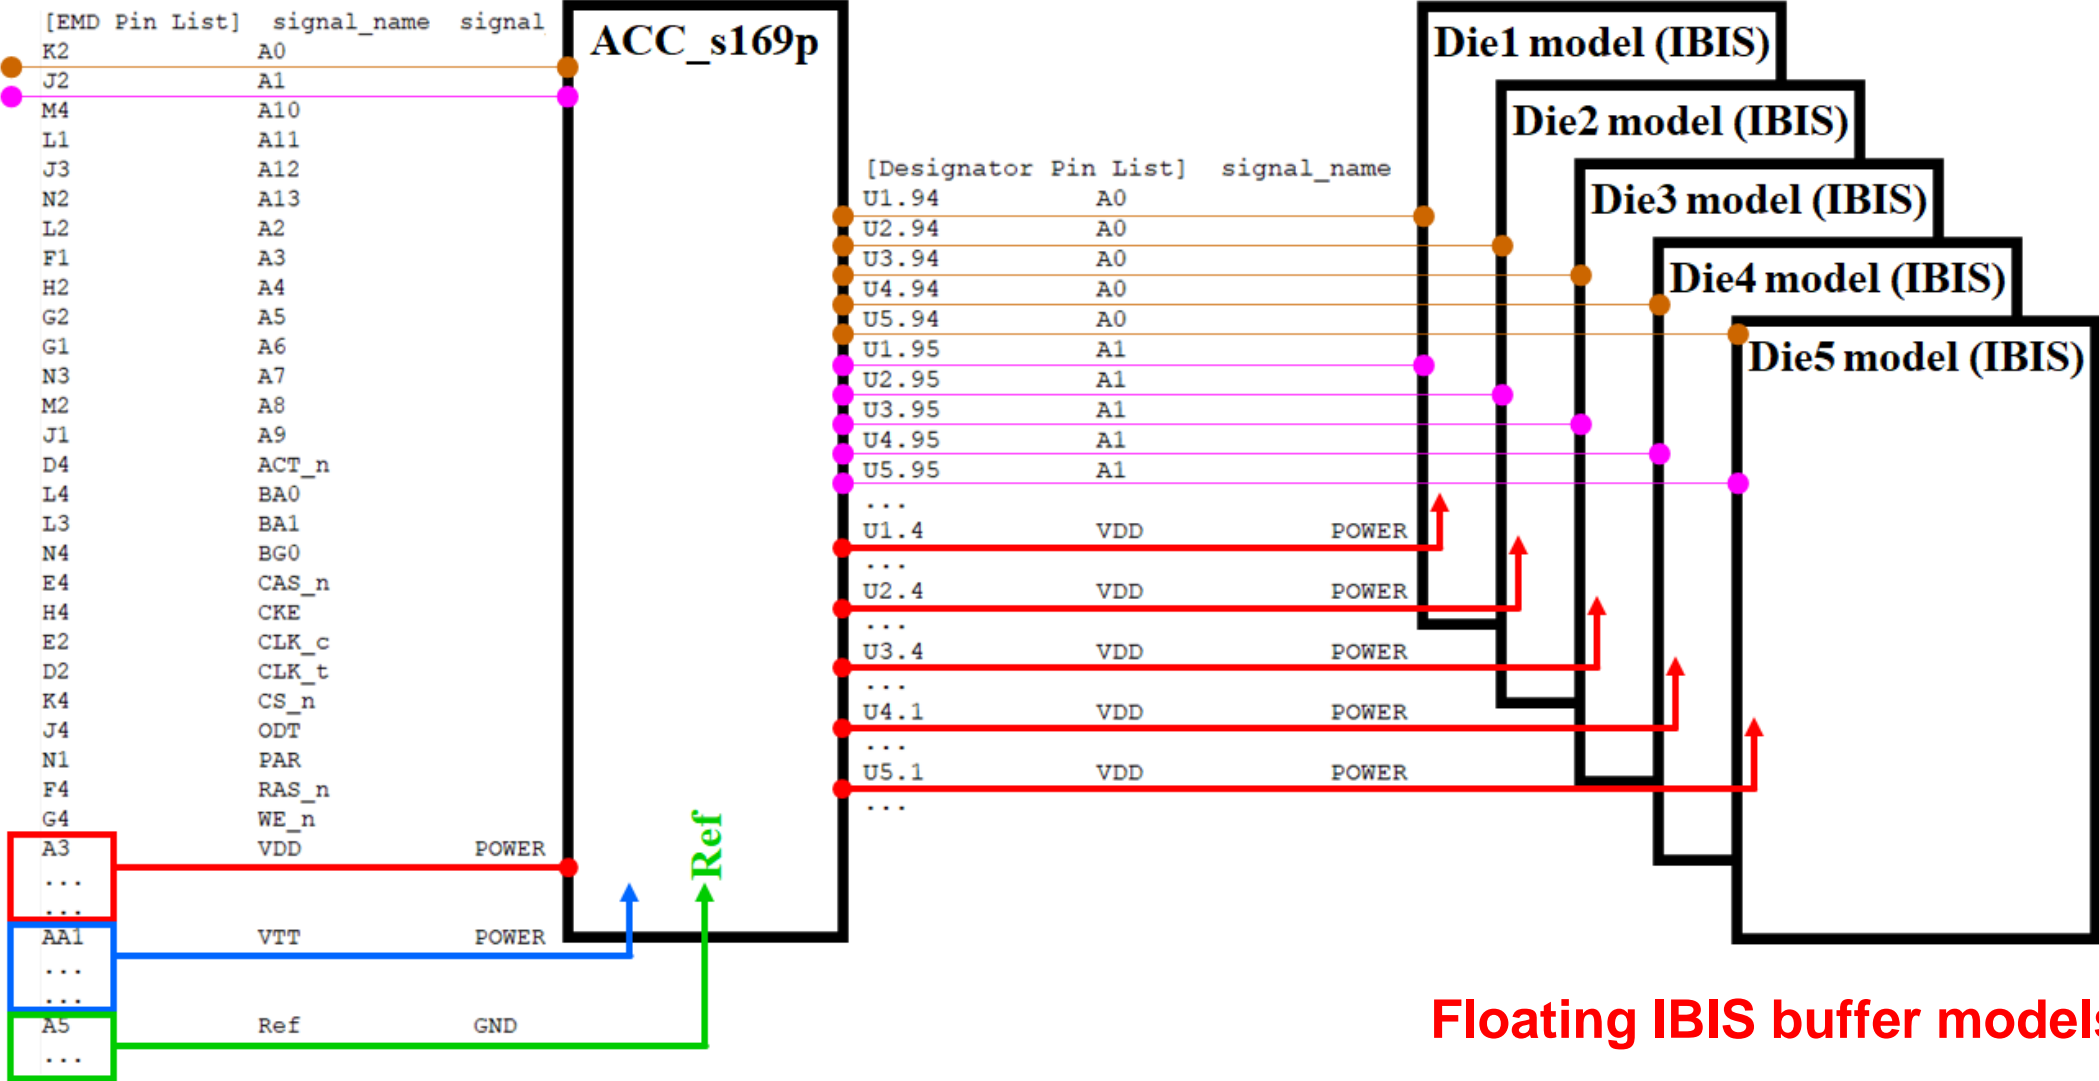 [EMD Pin List] signal_name signal
K2 A0
J2 A1
M4 A10
L1 A11
J3 A12
N2 A13
L2 A2
F1 A3
H2 A4
G2 A5
G1 A6
N3 A7
M2 A8
J1 A9
D4 ACT_n
L4 BA0
L3 BA1
N4 BG0
E4 CAS_n
H4 CKE
E2 CLK_c
D2 CLK_t
K4 CS_n
J4 ODT
N1 PAR
F4 RAS_n
G4 WE_n
A3 VDD POWER
...
...
AA1 VTT POWER
...
...
A5 Ref GND
...
ACC_s169p
Ref
[Designator Pin List] signal_name
U1.94 A0
U2.94 A0
U3.94 A0
U4.94 A0
U5.94 A0
U1.95 A1
U2.95 A1
U3.95 A1
U4.95 A1
U5.95 A1
...
U1.4 VDD POWER
...
U2.4 VDD POWER
...
U3.4 VDD POWER
...
U4.1 VDD POWER
...
U5.1 VDD POWER
...
Die1 model (IBIS)
Die2 model (IBIS)
Die3 model (IBIS)
Die4 model (IBIS)
Die5 model (IBIS)
Floating IBIS buffer models